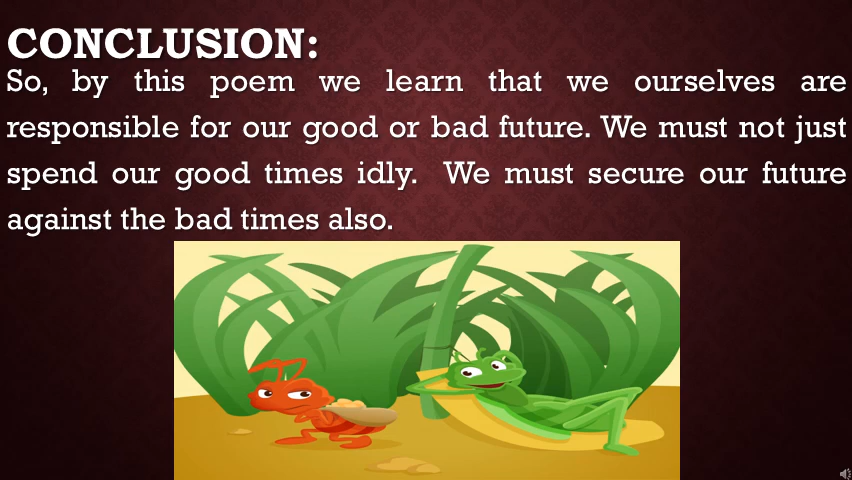 CONCLUSION:
So, by this poem we learn that we ourselves are
responsible for our good or bad future. We must not just
spend our good times idly.  We must secure our future
against the bad times also.